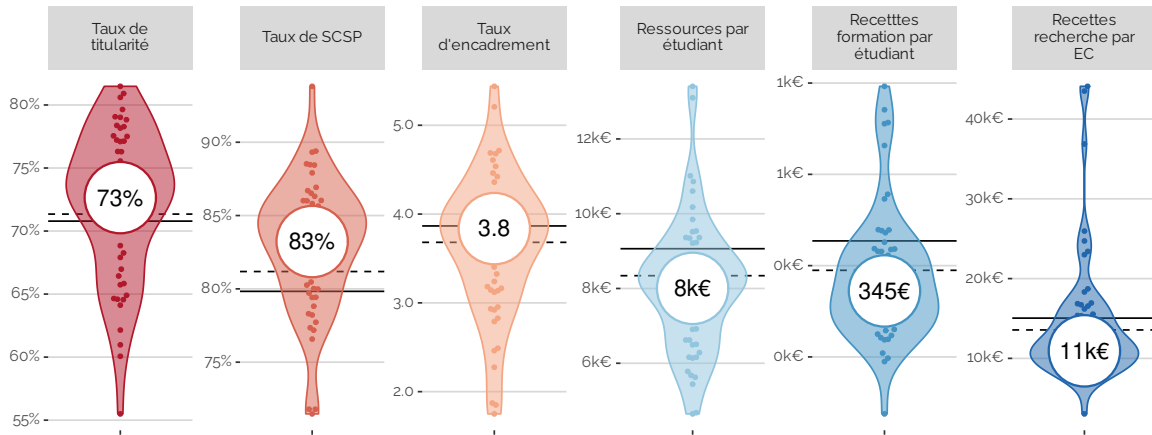 Taux de
titularité
Taux de SCSP
Taux
d'encadrement
Ressources par
étudiant
Recetttes
formation par
étudiant
Recettes
recherche par
EC
80%
75%
70%
65%
60%
55%
73%
90%
85%
80%
75%
83%
5.0
4.0
3.0
2.0
3.8
12k€
10k€
8k€
6k€
8k€
1k€
1k€
0k€
0k€
345€
40k€
30k€
20k€
10k€
11k€